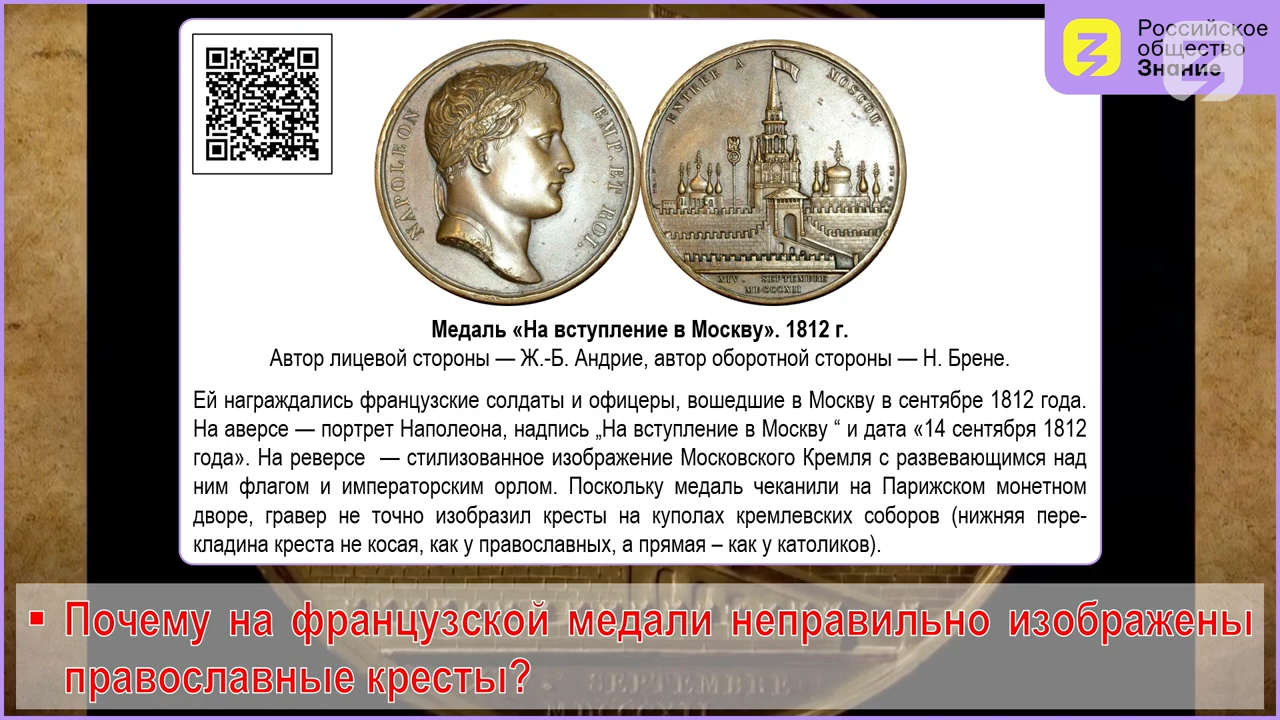 Российское
общество
Знание
NAPOLEON EMP. ET ROI.
ENTRÉE A MOSCOU
XIV. SEPTEMBRE
MDCCCXII
Медаль «На вступление в Москву». 1812 г.
Автор лицевой стороны — Ж.-Б. Андрие, автор оборотной стороны — Н. Брене.
Ей награждались французские солдаты и офицеры, вошедшие в Москву в сентябре 1812 года.
На аверсе — портрет Наполеона, надпись „На вступление в Москву “ и дата «14 сентября 1812
года». На реверсе — стилизованное изображение Московского Кремля с развевающимся над
ним флагом и императорским орлом. Поскольку медаль чеканили на Парижском монетном
дворе, гравер не точно изобразил кресты на куполах кремлевских соборов (нижняя пере-
кладина креста не косая, как у православных, а прямая – как у католиков).
▪ Почему на французской медали неправильно изображены
православные кресты?
SEPTEMBRE